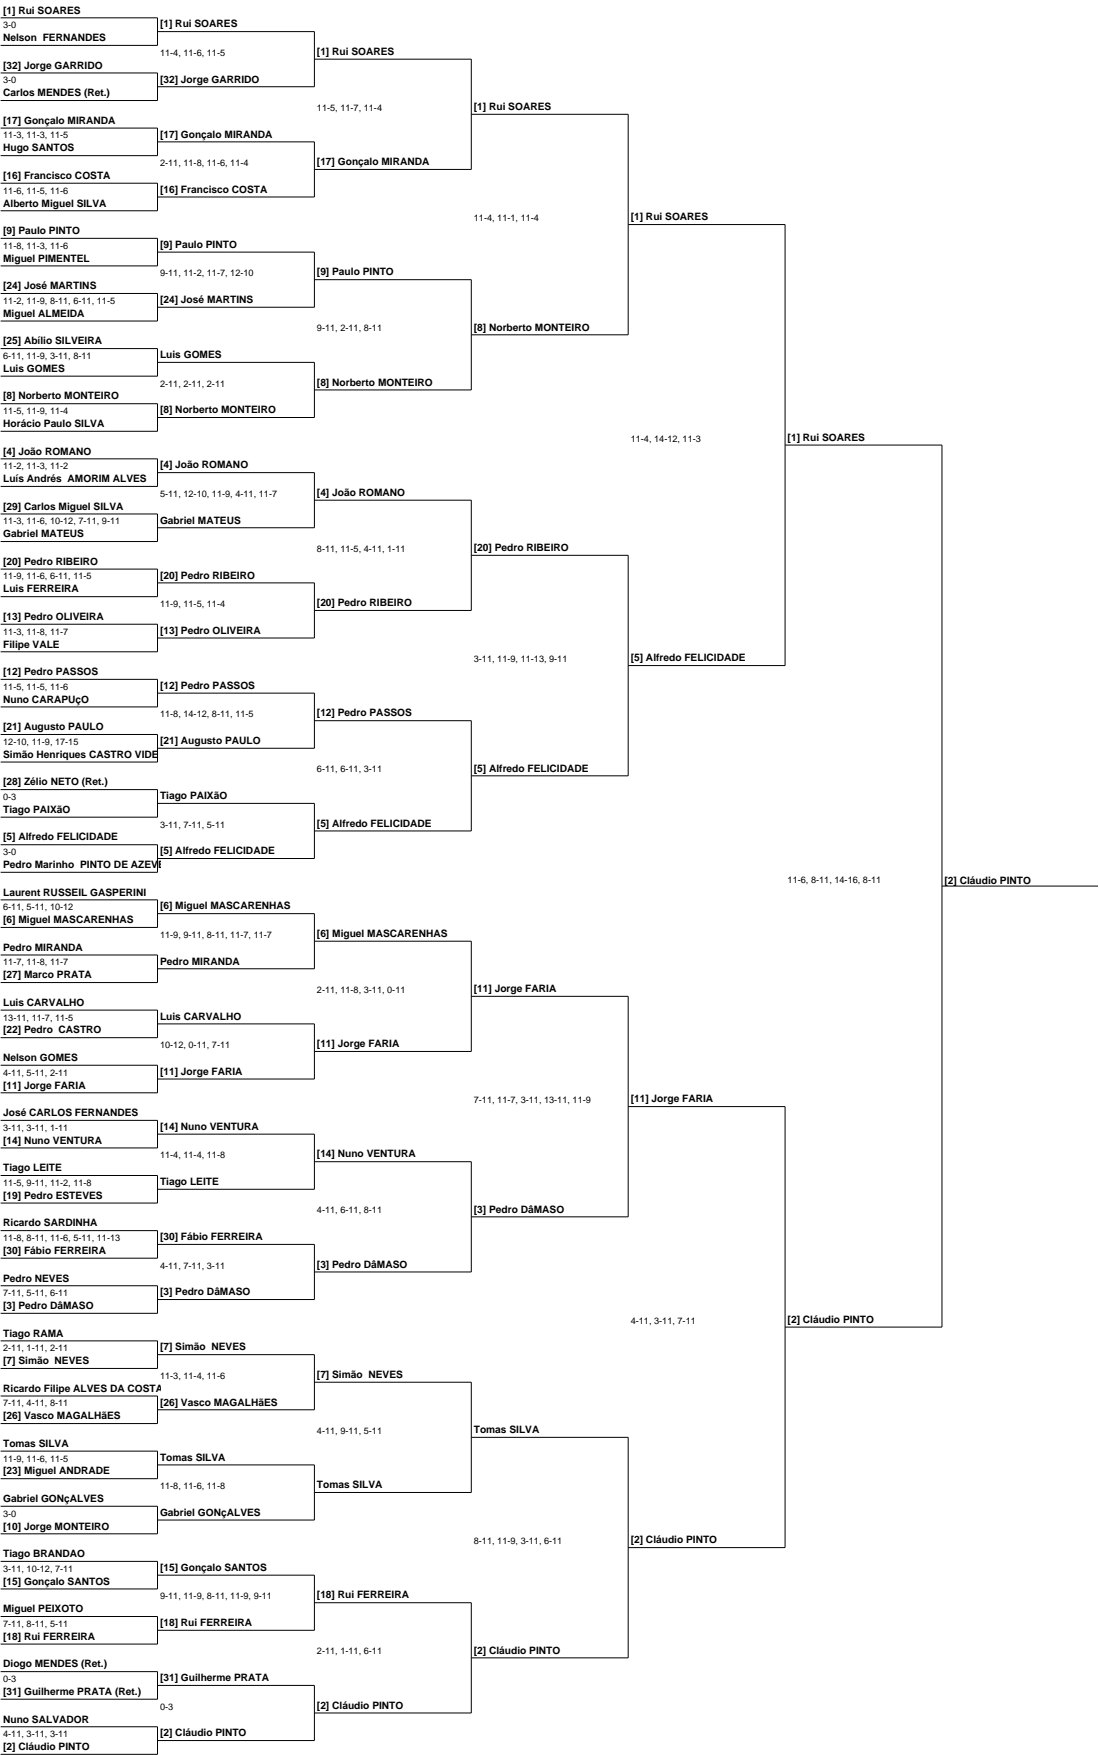 [1] Rui SOARES
3-0
Nelson  FERNANDES
[32] Jorge GARRIDO
3-0
Carlos MENDES (Ret.)
[17] Gonçalo MIRANDA
11-3, 11-3, 11-5
Hugo SANTOS
[16] Francisco COSTA
11-6, 11-5, 11-6
Alberto Miguel SILVA
[9] Paulo PINTO
11-8, 11-3, 11-6
Miguel PIMENTEL
[24] José MARTINS
11-2, 11-9, 8-11, 6-11, 11-5
Miguel ALMEIDA
[25] Abílio SILVEIRA
6-11, 11-9, 3-11, 8-11
Luis GOMES
[8] Norberto MONTEIRO
11-5, 11-9, 11-4
Horácio Paulo SILVA
[4] João ROMANO
11-2, 11-3, 11-2
Luís Andrés  AMORIM ALVES
[29] Carlos Miguel SILVA
11-3, 11-6, 10-12, 7-11, 9-11
Gabriel MATEUS
[20] Pedro RIBEIRO
11-9, 11-6, 6-11, 11-5
Luis FERREIRA
[13] Pedro OLIVEIRA
11-3, 11-8, 11-7
Filipe VALE
[12] Pedro PASSOS
11-5, 11-5, 11-6
Nuno CARAPUçO
[21] Augusto PAULO
12-10, 11-9, 17-15
Simão Henriques CASTRO VIDE
[28] Zélio NETO (Ret.)
0-3
Tiago PAIXãO
[5] Alfredo FELICIDADE
3-0
Pedro Marinho  PINTO DE AZEVE
Laurent RUSSEIL GASPERINI
6-11, 5-11, 10-12
[6] Miguel MASCARENHAS
Pedro MIRANDA
11-7, 11-8, 11-7
[27] Marco PRATA
Luis CARVALHO
13-11, 11-7, 11-5
[22] Pedro  CASTRO
Nelson GOMES
4-11, 5-11, 2-11
[11] Jorge FARIA
José CARLOS FERNANDES
3-11, 3-11, 1-11
[14] Nuno VENTURA
Tiago LEITE
11-5, 9-11, 11-2, 11-8
[19] Pedro ESTEVES
Ricardo SARDINHA
11-8, 8-11, 11-6, 5-11, 11-13
[30] Fábio FERREIRA
Pedro NEVES
7-11, 5-11, 6-11
[3] Pedro DâMASO
Tiago RAMA
2-11, 1-11, 2-11
[7] Simão  NEVES
Ricardo Filipe ALVES DA COSTA
7-11, 4-11, 8-11
[26] Vasco MAGALHãES
Tomas SILVA
11-9, 11-6, 11-5
[23] Miguel ANDRADE
Gabriel GONçALVES
3-0
[10] Jorge MONTEIRO
Tiago BRANDAO
3-11, 10-12, 7-11
[15] Gonçalo SANTOS
Miguel PEIXOTO
7-11, 8-11, 5-11
[18] Rui FERREIRA
Diogo MENDES (Ret.)
0-3
[31] Guilherme PRATA (Ret.)
Nuno SALVADOR
4-11, 3-11, 3-11
[2] Cláudio PINTO
[1] Rui SOARES
11-4, 11-6, 11-5
[32] Jorge GARRIDO
[17] Gonçalo MIRANDA
2-11, 11-8, 11-6, 11-4
[16] Francisco COSTA
[9] Paulo PINTO
9-11, 11-2, 11-7, 12-10
[24] José MARTINS
Luis GOMES
2-11, 2-11, 2-11
[8] Norberto MONTEIRO
[4] João ROMANO
5-11, 12-10, 11-9, 4-11, 11-7
Gabriel MATEUS
[20] Pedro RIBEIRO
11-9, 11-5, 11-4
[13] Pedro OLIVEIRA
[12] Pedro PASSOS
11-8, 14-12, 8-11, 11-5
[21] Augusto PAULO
Tiago PAIXãO
3-11, 7-11, 5-11
[5] Alfredo FELICIDADE
[6] Miguel MASCARENHAS
11-9, 9-11, 8-11, 11-7, 11-7
Pedro MIRANDA
Luis CARVALHO
10-12, 0-11, 7-11
[11] Jorge FARIA
[14] Nuno VENTURA
11-4, 11-4, 11-8
Tiago LEITE
[30] Fábio FERREIRA
4-11, 7-11, 3-11
[3] Pedro DâMASO
[7] Simão  NEVES
11-3, 11-4, 11-6
[26] Vasco MAGALHãES
Tomas SILVA
11-8, 11-6, 11-8
Gabriel GONçALVES
[15] Gonçalo SANTOS
9-11, 11-9, 8-11, 11-9, 9-11
[18] Rui FERREIRA
[31] Guilherme PRATA
0-3
[2] Cláudio PINTO
[1] Rui SOARES
11-5, 11-7, 11-4
[17] Gonçalo MIRANDA
[9] Paulo PINTO
9-11, 2-11, 8-11
[8] Norberto MONTEIRO
[4] João ROMANO
8-11, 11-5, 4-11, 1-11
[20] Pedro RIBEIRO
[12] Pedro PASSOS
6-11, 6-11, 3-11
[5] Alfredo FELICIDADE
[6] Miguel MASCARENHAS
2-11, 11-8, 3-11, 0-11
[11] Jorge FARIA
[14] Nuno VENTURA
4-11, 6-11, 8-11
[3] Pedro DâMASO
[7] Simão  NEVES
4-11, 9-11, 5-11
Tomas SILVA
[18] Rui FERREIRA
2-11, 1-11, 6-11
[2] Cláudio PINTO
[1] Rui SOARES
11-4, 11-1, 11-4
[8] Norberto MONTEIRO
[20] Pedro RIBEIRO
3-11, 11-9, 11-13, 9-11
[5] Alfredo FELICIDADE
[11] Jorge FARIA
7-11, 11-7, 3-11, 13-11, 11-9
[3] Pedro DâMASO
Tomas SILVA
8-11, 11-9, 3-11, 6-11
[2] Cláudio PINTO
[1] Rui SOARES
11-4, 14-12, 11-3
[5] Alfredo FELICIDADE
[11] Jorge FARIA
4-11, 3-11, 7-11
[2] Cláudio PINTO
[1] Rui SOARES
11-6, 8-11, 14-16, 8-11
[2] Cláudio PINTO
[2] Cláudio PINTO